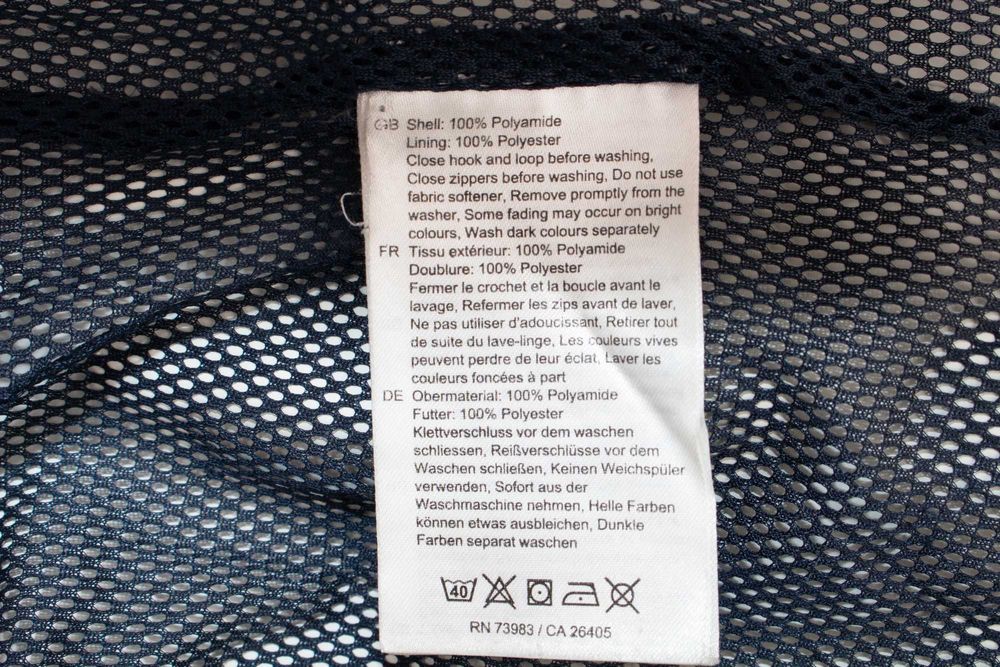 GB Shell: 100% Polyamide
Lining: 100% Polyester
Close hook and loop before washing,
Close zippers before washing, Do not use
fabric softener, Remove promptly from the
washer, Some fading may occur on bright
colours, Wash dark colours separately
FR Tissu extérieur: 100% Polyamide
Doublure: 100% Polyester
Fermer le crochet et la boucle avant le
lavage, Refermer les zips avant de laver,
Ne pas utiliser d'adoucissant, Retirer tout
de suite du lave-linge, Les couleurs vives
peuvent perdre de leur éclat, Laver les
couleurs foncées à part
DE Obermaterial: 100% Polyamide
Futter: 100% Polyester
Klettverschluss vor dem waschen
schliessen, Reißverschlüsse vor dem
Waschen schließen, Keinen Weichspüler
verwenden, Sofort aus der
Waschmaschine nehmen, Helle Farben
können etwas ausbleichen, Dunkle
Farben separat waschen
40
RN 73983 / CA 26405